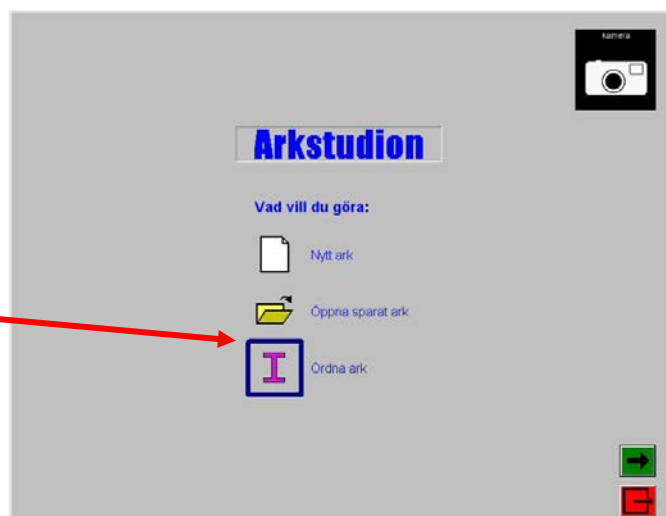 kamera
Arkstudion
Vad vill du göra:
Nytt ark
Öppna sparat ark
Ordna ark